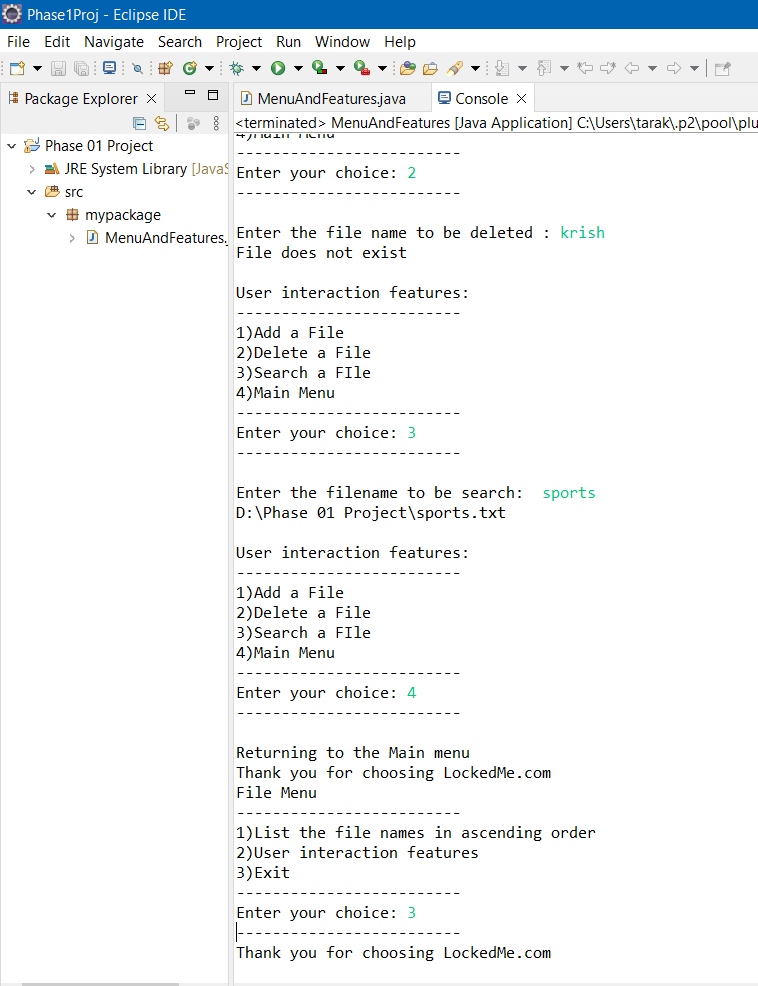 Phase1Proj - Eclipse IDE
File Edit Navigate Search Project Run Window Help
Package Explorer
MenuAndFeatures.java
Console
<terminated> MenuAndFeatures [Java Application] C:\Users\tarak\.p2\pool\plu
Phase 01 Project
JRE System Library [JavaS
src
mypackage
MenuAndFeatures.
4)Main Menu
-------------------------
Enter your choice: 2
-------------------------
Enter the file name to be deleted : krish
File does not exist
User interaction features:
-------------------------
1)Add a File
2)Delete a File
3)Search a FIle
4)Main Menu
-------------------------
Enter your choice: 3
-------------------------
Enter the filename to be search:  sports
D:\Phase 01 Project\sports.txt
User interaction features:
-------------------------
1)Add a File
2)Delete a File
3)Search a FIle
4)Main Menu
-------------------------
Enter your choice: 4
-------------------------
Returning to the Main menu
Thank you for choosing LockedMe.com
File Menu
-------------------------
1)List the file names in ascending order
2)User interaction features
3)Exit
-------------------------
Enter your choice: 3
-------------------------
Thank you for choosing LockedMe.com